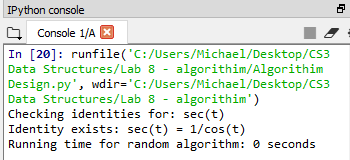 IPython console
Console 1/A
In [20]: runfile('C:/Users/Michael/Desktop/CS3
Data Structures/Lab 8 - algorithim/Algorithim
Design.py', wdir='C:/Users/Michael/Desktop/CS3
Data Structures/Lab 8 - algorithim')
Checking identities for: sec(t)
Identity exists: sec(t) = 1/cos(t)
Running time for random algorithm: 0 seconds